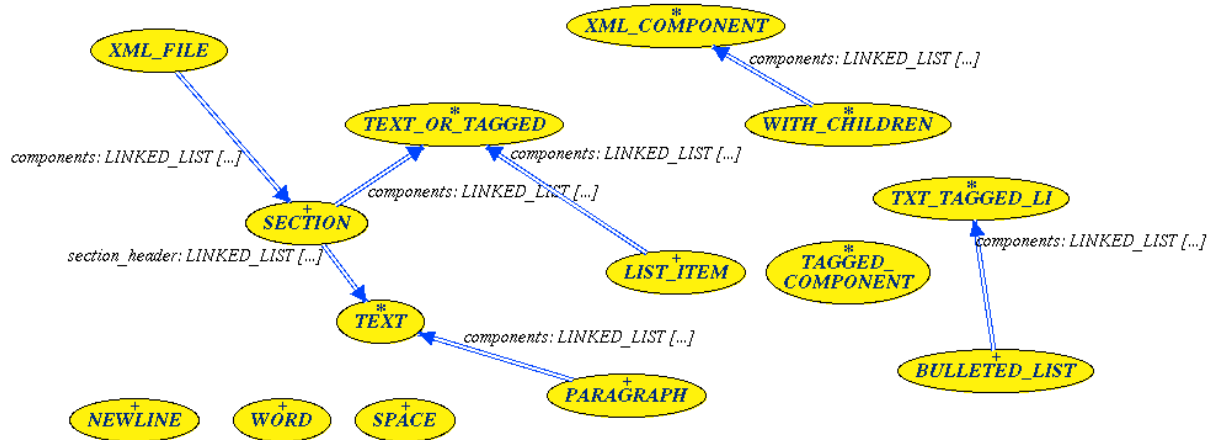 *
XML_COMPONENT
XML_FILE
components: LINKED_LIST [...]
*
TEXT_OR_TAGGED
*
WITH_CHILDREN
components: LINKED_LIST [...]
components: LINKED_LIST [...]
components: LINKED_LIST [...]
*
TXT_TAGGED_LI
+
SECTION
components: LINKED_LIST [...]
section_header: LINKED_LIST [...]
+
LIST_ITEM
*
TAGGED_
COMPONENT
*
TEXT
components: LINKED_LIST [...]
+
BULLETED_LIST
+
PARAGRAPH
+
NEWLINE
+
WORD
+
SPACE